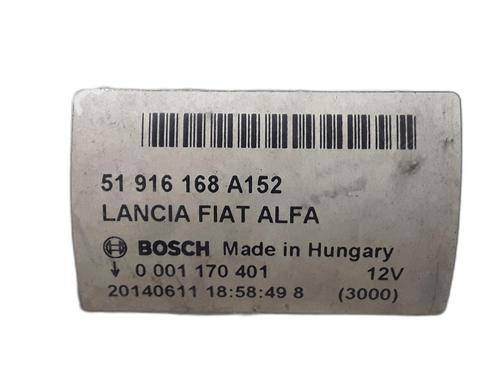 51 916 168 A152
LANCIA FIAT ALFA
BOSCH Made in Hungary
↓ 0 001 170 401 12V
20140611 18:58:49 8 (3000)